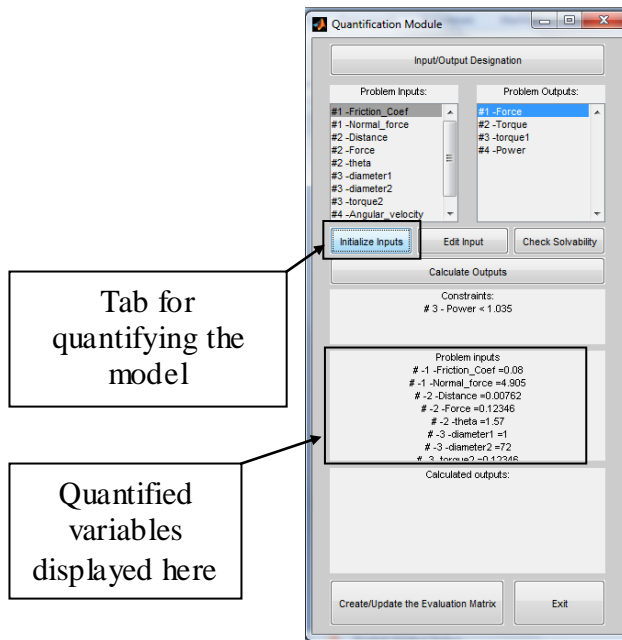 Quantification Module
Input/Output Designation
Problem Inputs:
#1 -Friction_Coef
#1 -Normal_force
#2 -Distance
#2 -Force
#2 -theta
#3 -diameter1
#3 -diameter2
#3 -torque2
#4 -Angular_velocity
Problem Outputs:
#1 -Force
#2 -Torque
#3 -torque1
#4 -Power
Initialize Inputs
Edit Input
Check Solvability
Calculate Outputs
Constraints:
# 3 - Power < 1.035
Problem inputs
# -1 -Friction_Coef =0.08
# -1 -Normal_force =4.905
# -2 -Distance =0.00762
# -2 -Force =0.12346
# -2 -theta =1.57
# -3 -diameter1 =1
# -3 -diameter2 =72
# -3 -torque2 =0.12346
Calculated outputs:
Create/Update the Evaluation Matrix
Exit
Tab for
quantifying the
model
Quantified
variables
displayed here